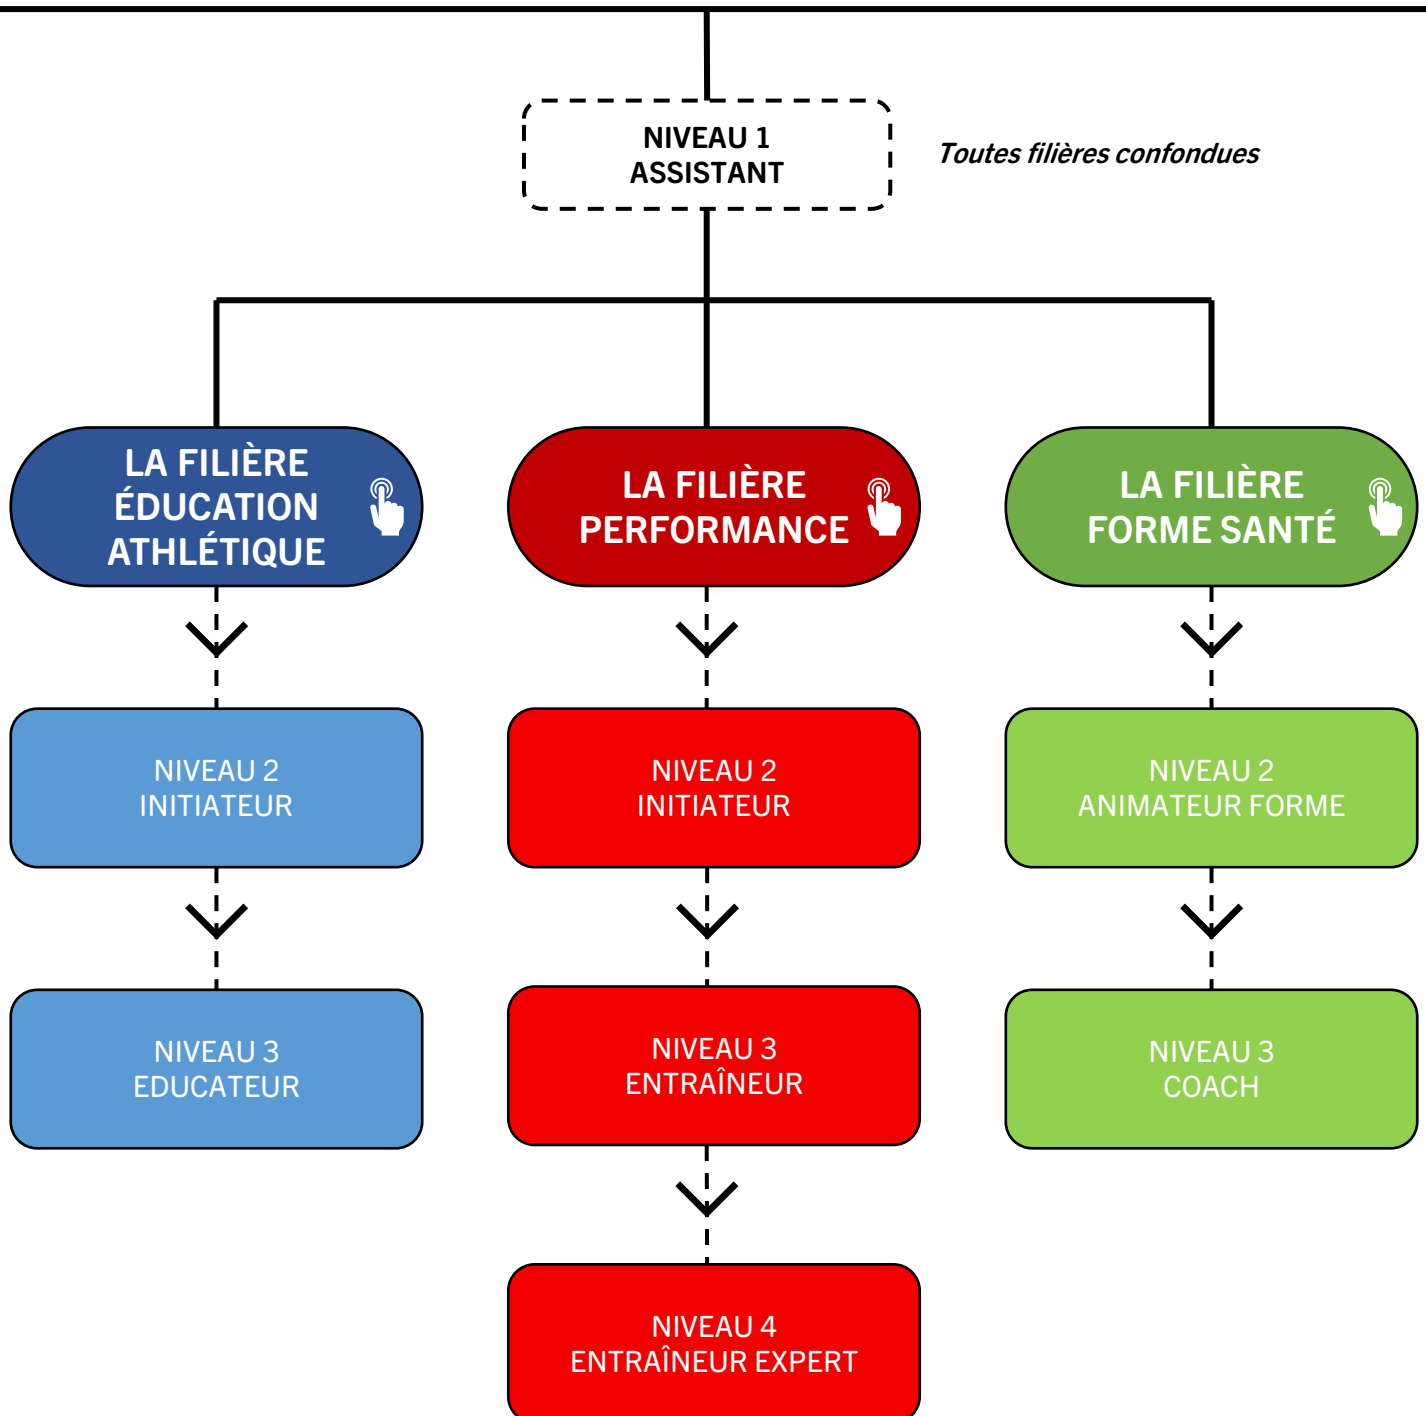 NIVEAU 1
ASSISTANT
Toutes filières confondues
LA FILIÈRE
ÉDUCATION
ATHLÉTIQUE
LA FILIÈRE
PERFORMANCE
LA FILIÈRE
FORME SANTÉ
NIVEAU 2
INITIATEUR
NIVEAU 2
INITIATEUR
NIVEAU 2
ANIMATEUR FORME
NIVEAU 3
EDUCATEUR
NIVEAU 3
ENTRAÎNEUR
NIVEAU 3
COACH
NIVEAU 4
ENTRAÎNEUR EXPERT